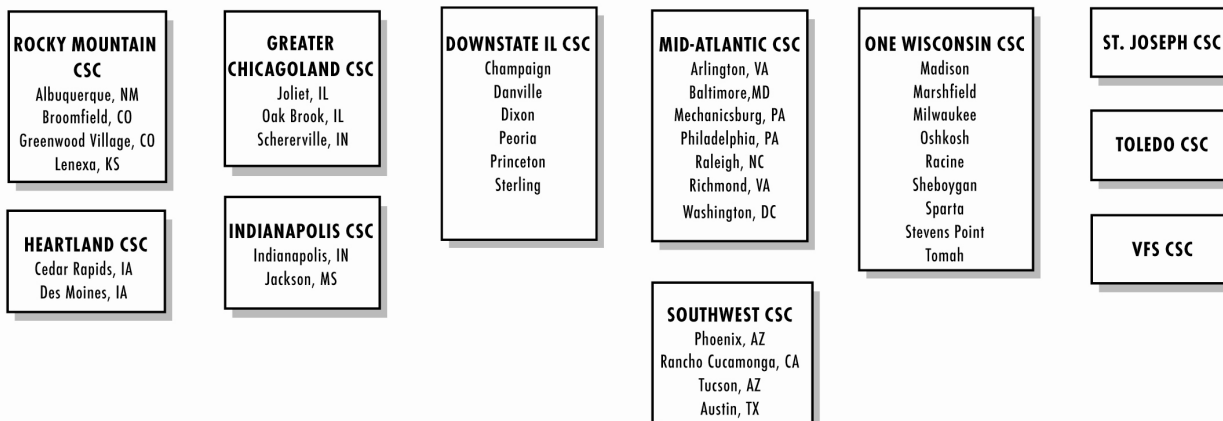 ROCKY MOUNTAIN
CSC
Albuquerque, NM
Broomfield, CO
Greenwood Village, CO
Lenexa, KS
HEARTLAND CSC
Cedar Rapids, IA
Des Moines, IA
GREATER
CHICAGOLAND CSC
Joliet, IL
Oak Brook, IL
Schererville, IN
INDIANAPOLIS CSC
Indianapolis, IN
Jackson, MS
DOWNSTATE IL CSC
Champaign
Danville
Dixon
Peoria
Princeton
Sterling
MID-ATLANTIC CSC
Arlington, VA
Baltimore,MD
Mechanicsburg, PA
Philadelphia, PA
Raleigh, NC
Richmond, VA
Washington, DC
SOUTHWEST CSC
Phoenix, AZ
Rancho Cucamonga, CA
Tucson, AZ
Austin, TX
ONE WISCONSIN CSC
Madison
Marshfield
Milwaukee
Oshkosh
Racine
Sheboygan
Sparta
Stevens Point
Tomah
ST. JOSEPH CSC
TOLEDO CSC
VFS CSC